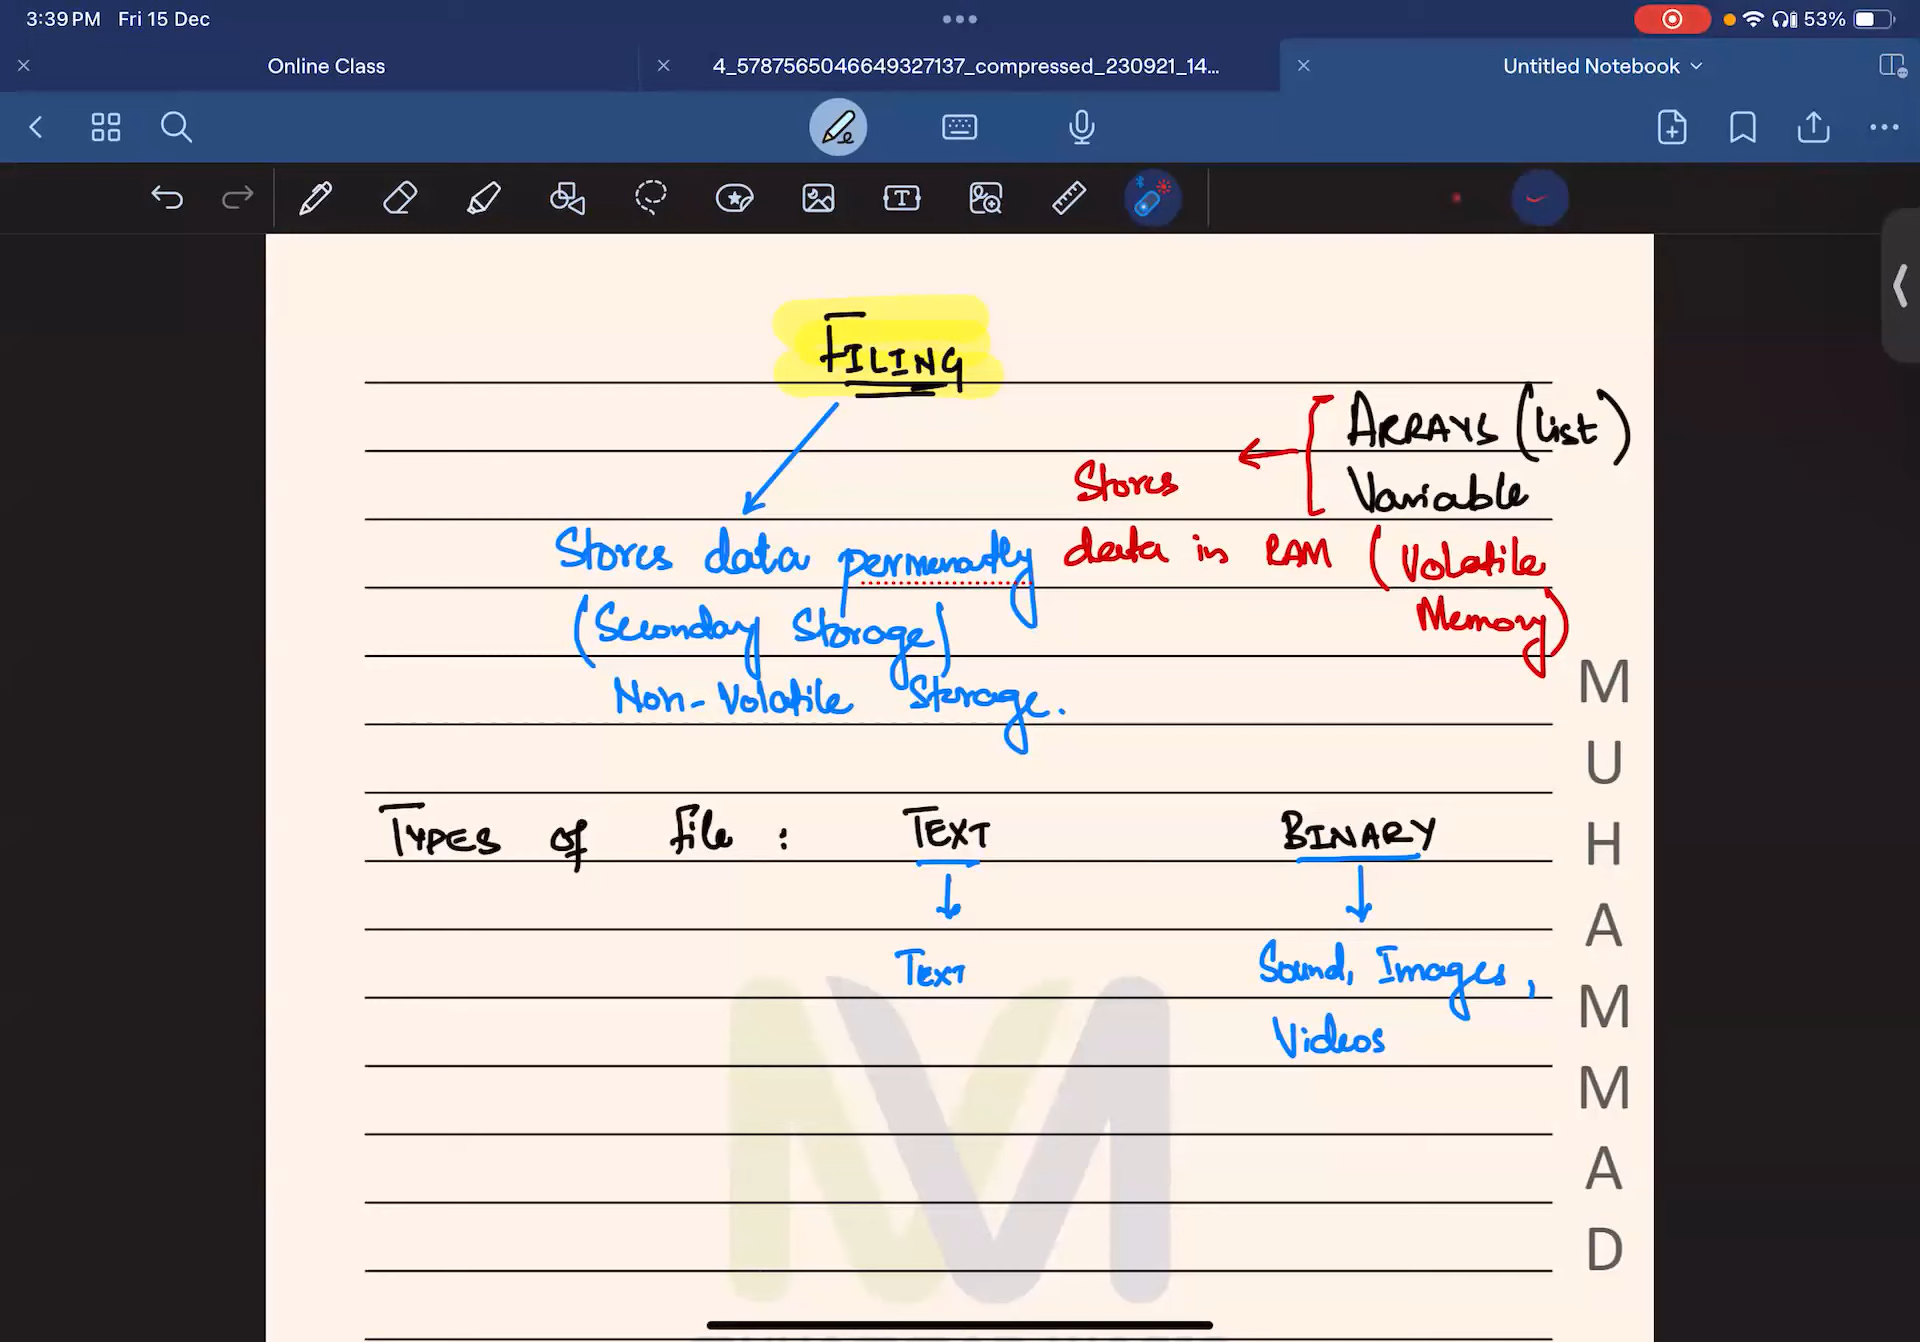 3:39 PM Fri 15 Dec
53%
Online Class
4_5787565046649327137_compressed_230921_14...
Untitled Notebook
FILING
ARRAYS (list)
Variable
Stores
data in RAM (Volatile
Memory)
Stores data permenatly
(Secondary Storage)
Non-Volatile Storage.
TYPES of file : TEXT BINARY
TEXT
Sound, Images,
Videos
MUHAMMAD